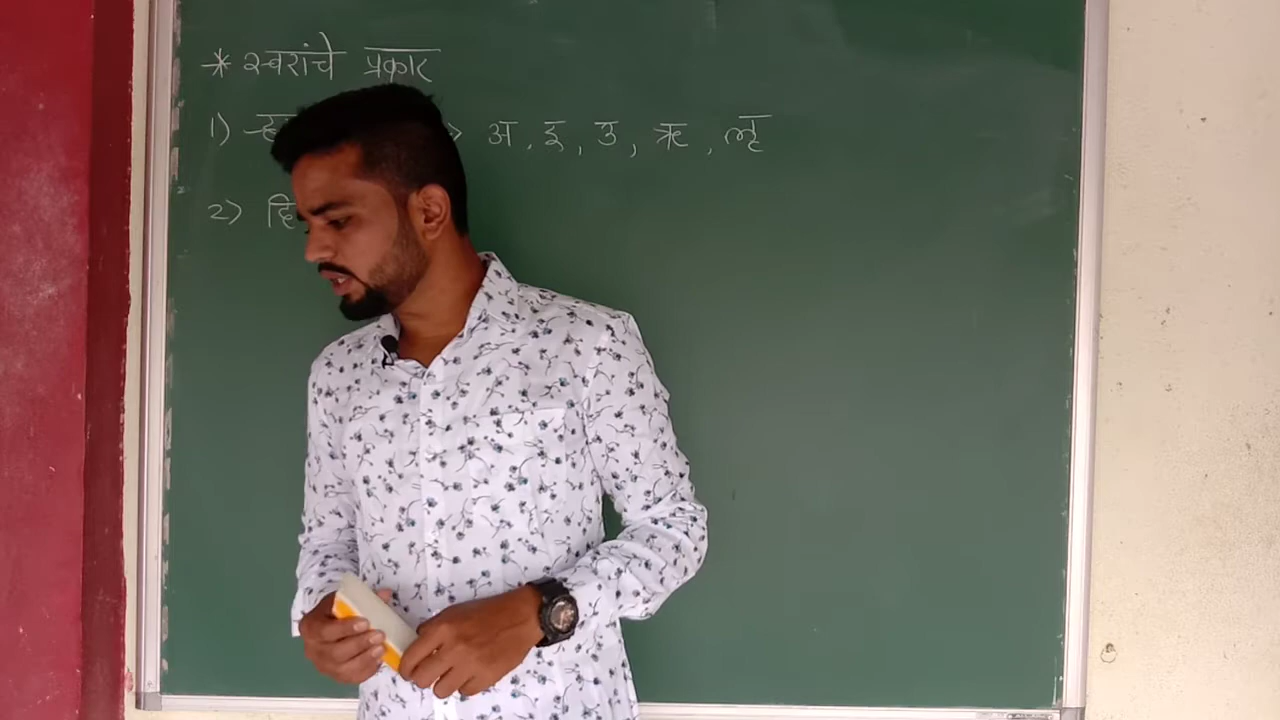 * स्वरांचे प्रकार
1) अ, इ, उ, ऋ, ऌ
2)